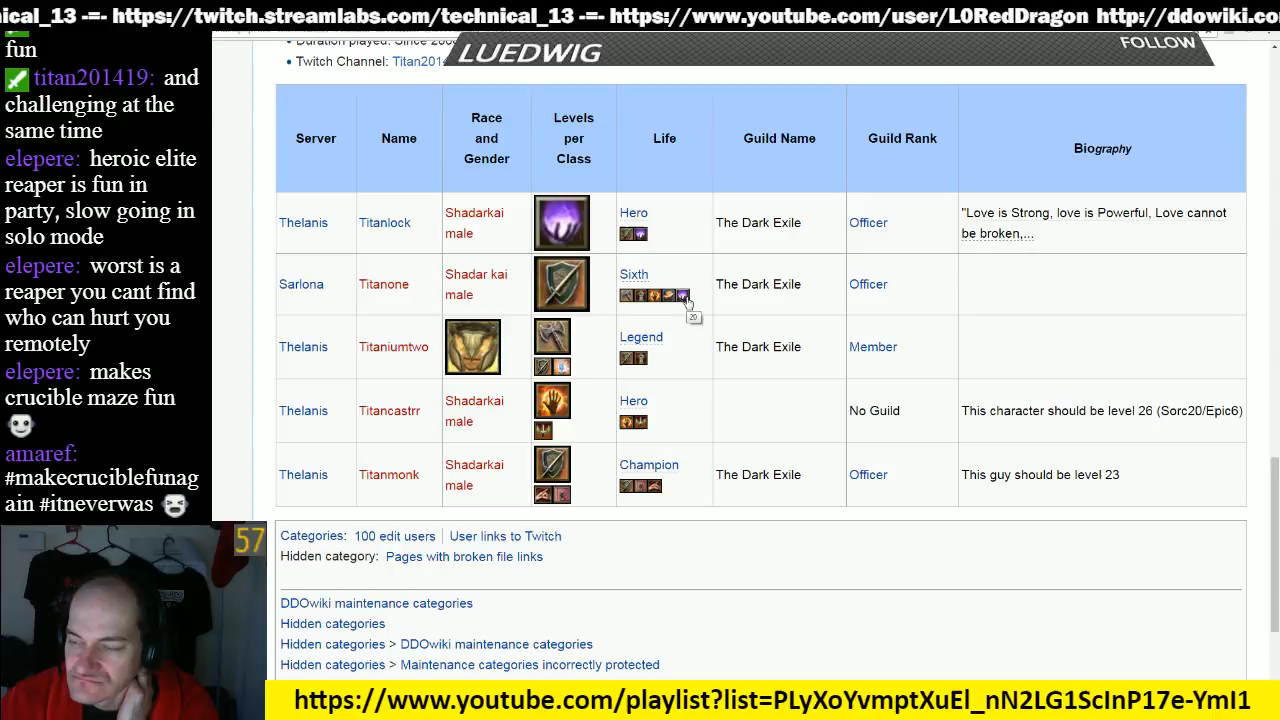 nical_13 -=- https://twitch.streamlabs.com/technical_13 -=- https://www.youtube.com/user/L0RedDragon http://ddowiki.co
fun
titan201419: and
challenging at the
same time
elepere: heroic elite
reaper is fun in
party, slow going in
solo mode
elepere: worst is a
reaper you cant find
who can hurt you
remotely
elepere: makes
crucible maze fun
amaref:
#makecruciblefunag
ain #itneverwas
57
LUEDWIG
FOLLOW
Duration played: Since
• Twitch Channel: Titan201
Server Name Race and Gender Levels per Class Life Guild Name Guild Rank Biography
Thelanis Titanlock Shadarkai male Hero The Dark Exile Officer "Love is Strong, love is Powerful, Love cannot be broken,...
Sarlona Titanone Shadar kai male Sixth The Dark Exile Officer
20
Thelanis Titaniumtwo Legend The Dark Exile Member
Thelanis Titancastrr Shadarkai male Hero No Guild This character should be level 26 (Sorc20/Epic6)
Thelanis Titanmonk Shadarkai male Champion The Dark Exile Officer This guy should be level 23
Categories: 100 edit users | User links to Twitch
Hidden category: Pages with broken file links
DDOwiki maintenance categories
Hidden categories
Hidden categories > DDOwiki maintenance categories
Hidden categories > Maintenance categories incorrectly protected
https://www.youtube.com/playlist?list=PLyXoYvmptXuEl_nN2LG1ScInP17e-YmI1